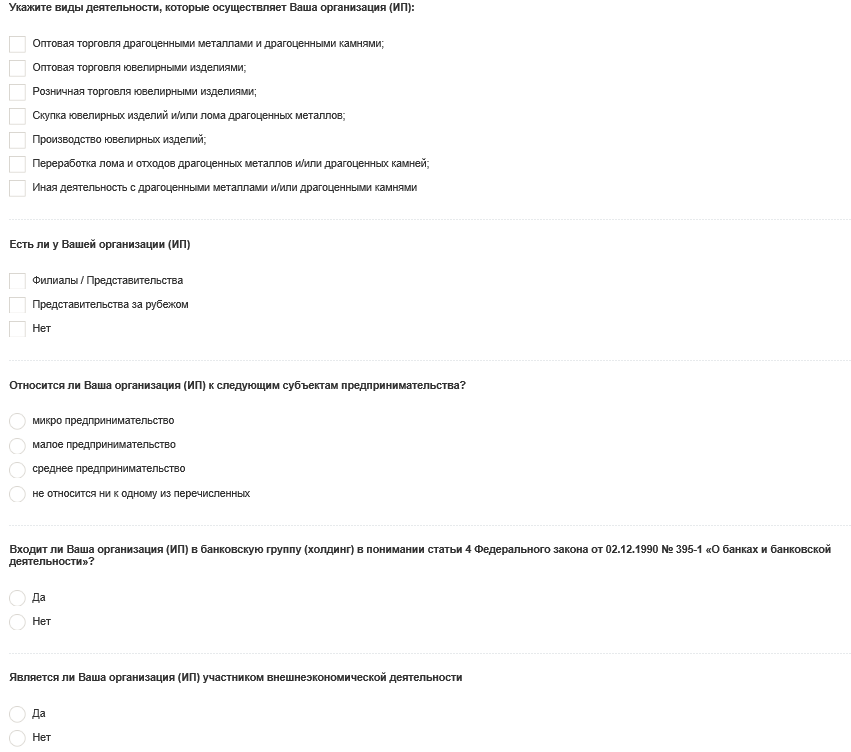 Укажите виды деятельности, которые осуществляет Ваша организация (ИП):
Оптовая торговля драгоценными металлами и драгоценными камнями;
Оптовая торговля ювелирными изделиями;
Розничная торговля ювелирными изделиями;
Скупка ювелирных изделий и/или лома драгоценных металлов;
Производство ювелирных изделий;
Переработка лома и отходов драгоценных металлов и/или драгоценных камней;
Иная деятельность с драгоценными металлами и/или драгоценными камнями
Есть ли у Вашей организации (ИП)
Филиалы / Представительства
Представительства за рубежом
Нет
Относится ли Ваша организация (ИП) к следующим субъектам предпринимательства?
микро предпринимательство
малое предпринимательство
среднее предпринимательство
не относится ни к одному из перечисленных
Входит ли Ваша организация (ИП) в банковскую группу (холдинг) в понимании статьи 4 Федерального закона от 02.12.1990 № 395-1 «О банках и банковской
деятельности»?
Да
Нет
Является ли Ваша организация (ИП) участником внешнеэкономической деятельности
Да
Нет